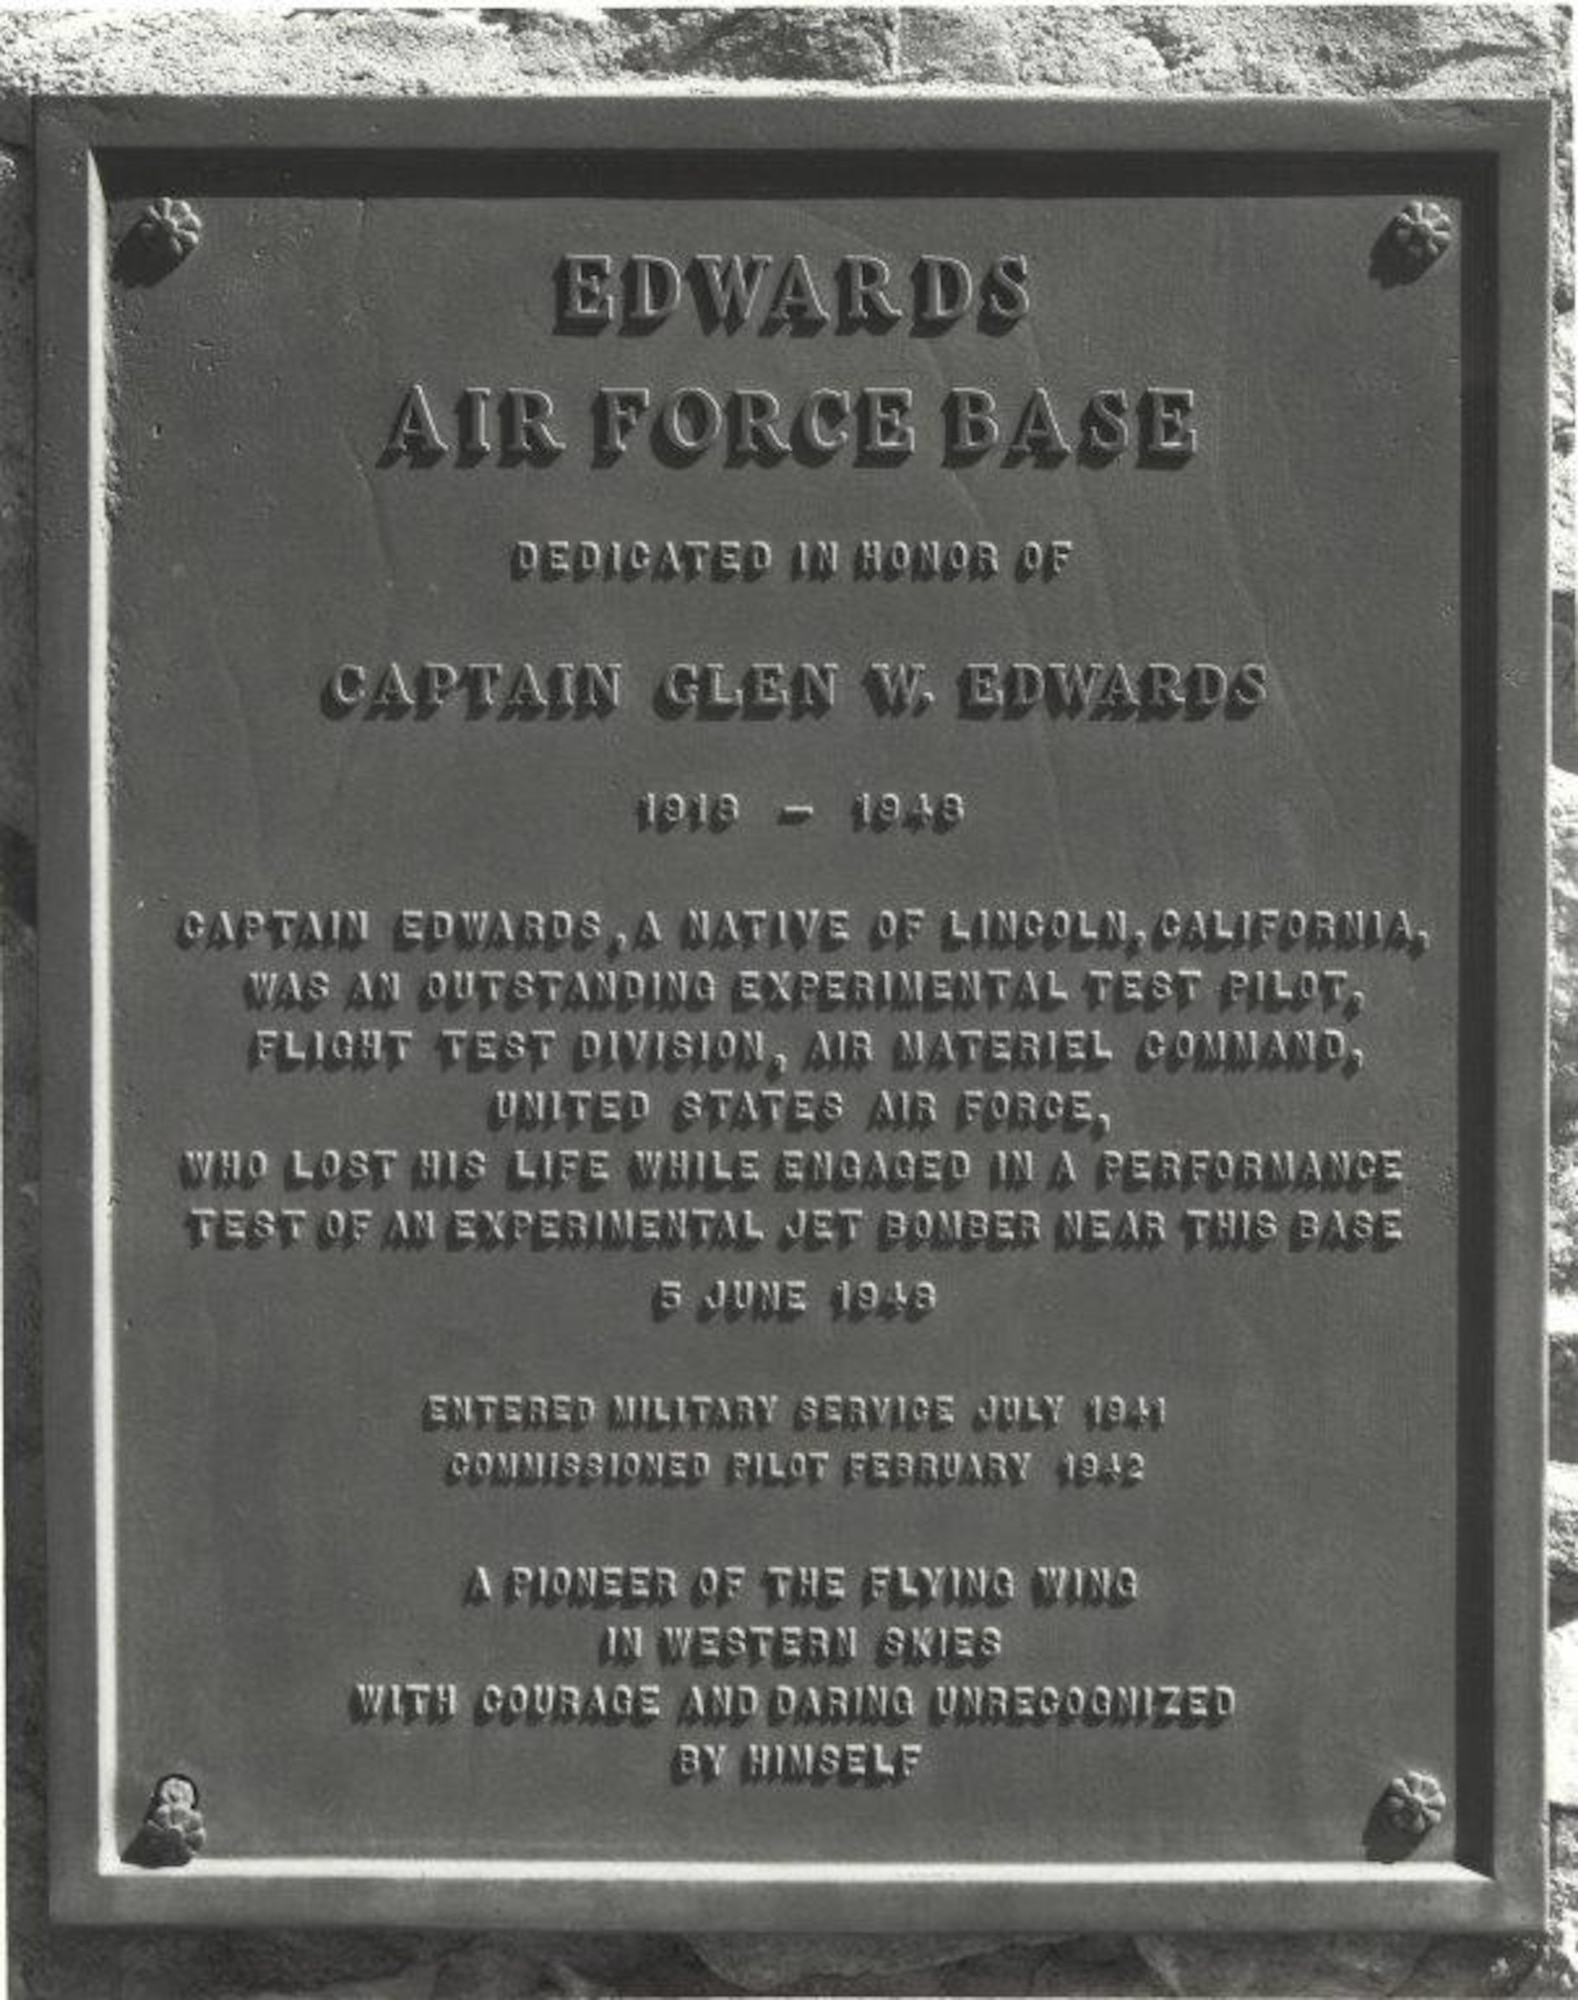 EDWARDS
AIR FORCE BASE
DEDICATED IN HONOR OF
CAPTAIN GLEN W. EDWARDS
1918 – 1948
CAPTAIN EDWARDS, A NATIVE OF LINCOLN, CALIFORNIA,
WAS AN OUTSTANDING EXPERIMENTAL TEST PILOT,
FLIGHT TEST DIVISION, AIR MATERIEL COMMAND,
UNITED STATES AIR FORCE,
WHO LOST HIS LIFE WHILE ENGAGED IN A PERFORMANCE
TEST OF AN EXPERIMENTAL JET BOMBER NEAR THIS BASE
5 JUNE 1948
ENTERED MILITARY SERVICE JULY 1941
COMMISSIONED PILOT FEBRUARY 1942
A PIONEER OF THE FLYING WING
IN WESTERN SKIES
WITH COURAGE AND DARING UNRECOGNIZED
BY HIMSELF